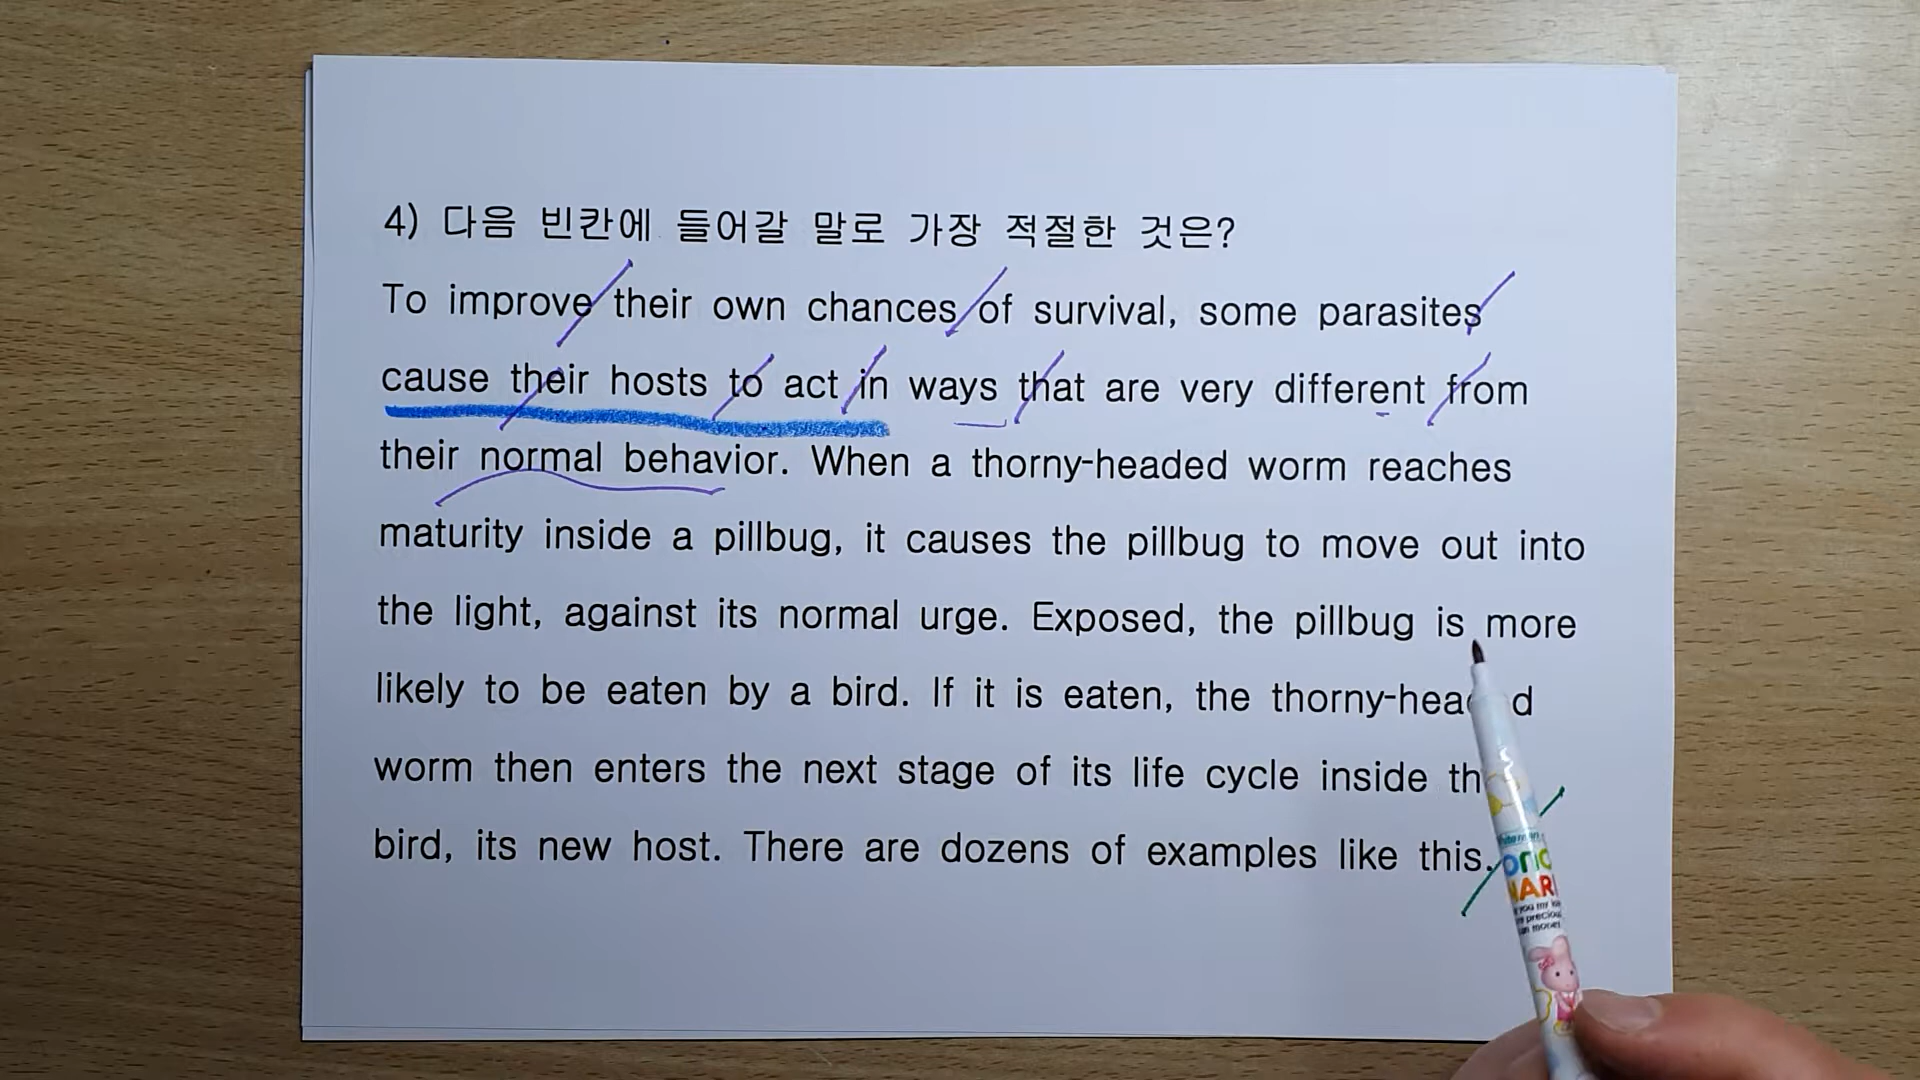 4) 다음 빈칸에 들어갈 말로 가장 적절한 것은?
To improve their own chances of survival, some parasites
cause their hosts to act in ways that are very different from
their normal behavior. When a thorny-headed worm reaches
maturity inside a pillbug, it causes the pillbug to move out into
the light, against its normal urge. Exposed, the pillbug is more
likely to be eaten by a bird. If it is eaten, the
worm then enters the next stage of its life cycle inside
bird, its new host. There are dozens of examples like this.